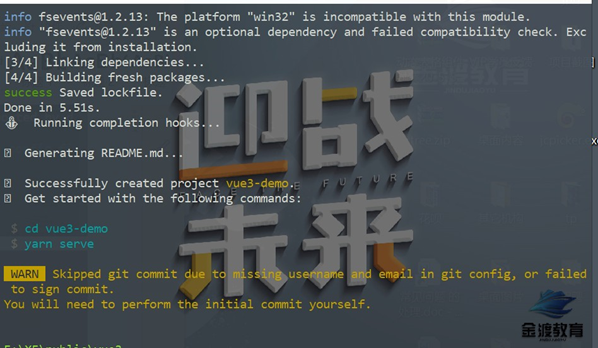 info fsevents@1.2.13: The platform "win32" is incompatible with this module.
info "fsevents@1.2.13" is an optional dependency and failed compatibility check. Exc
luding it from installation.
[3/4] Linking dependencies...
[4/4] Building fresh packages...
success Saved lockfile.
Done in 5.51s.
Running completion hooks...
Generating README.md...
Successfully created project vue3-demo.
Get started with the following commands:
$ cd vue3-demo
$ yarn serve
WARN Skipped git commit due to missing username and email in git config, or failed
to sign commit.
You will need to perform the initial commit yourself.
迎战
THE FUTURE
未来
金渡教育